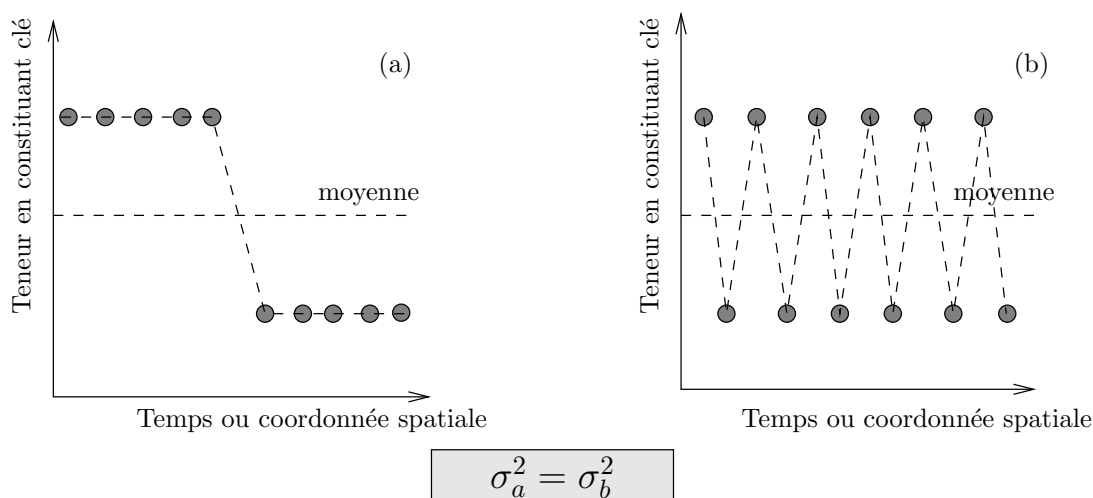 Teneur en constituant clé
(a)
moyenne
Temps ou coordonnée spatiale
Teneur en constituant clé
(b)
moyenne
Temps ou coordonnée spatiale
σ²ₐ = σ²_b